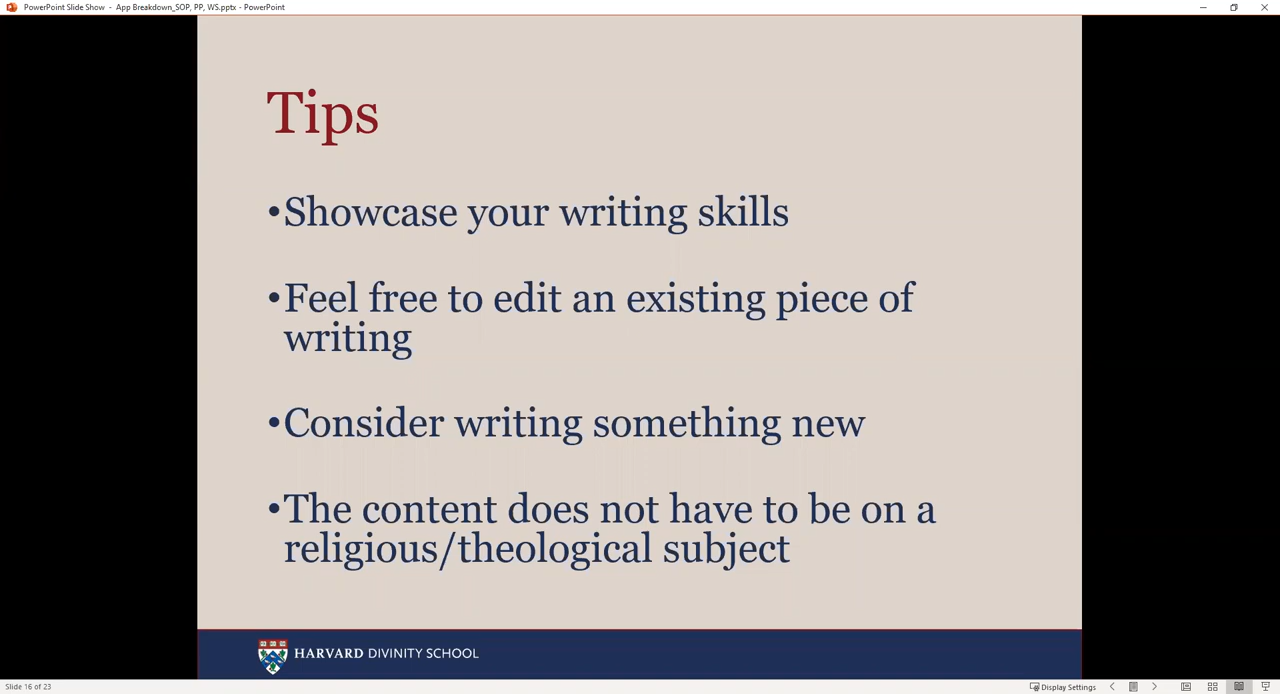 PowerPoint Slide Show - App Breakdown_SOP, PP, WS.pptx - PowerPoint
Tips
•Showcase your writing skills
•Feel free to edit an existing piece of
writing
•Consider writing something new
•The content does not have to be on a
religious/theological subject
HARVARD DIVINITY SCHOOL
Slide 16 of 23
Display Settings